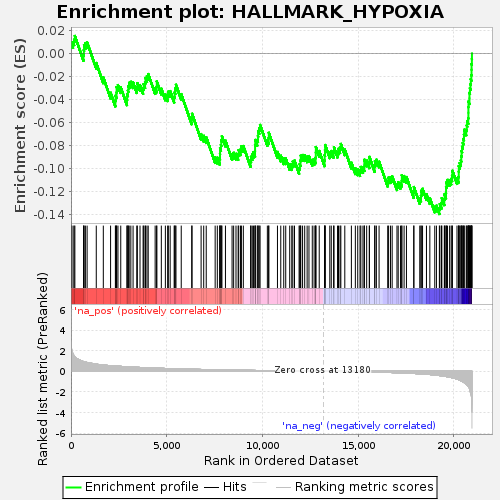 Enrichment plot: HALLMARK_HYPOXIA
Enrichment score (ES)
0.02
0.00
-0.02
-0.04
-0.06
-0.08
-0.10
-0.12
-0.14
'na_pos' (positively correlated)
Ranked list metric (PreRanked)
6
4
2
0
-2
-4
-6
Zero cross at 13180
'na_neg' (negatively correlated)
0
5,000
10,000
15,000
20,000
Rank in Ordered Dataset
Enrichment profile
Hits
Ranking metric scores